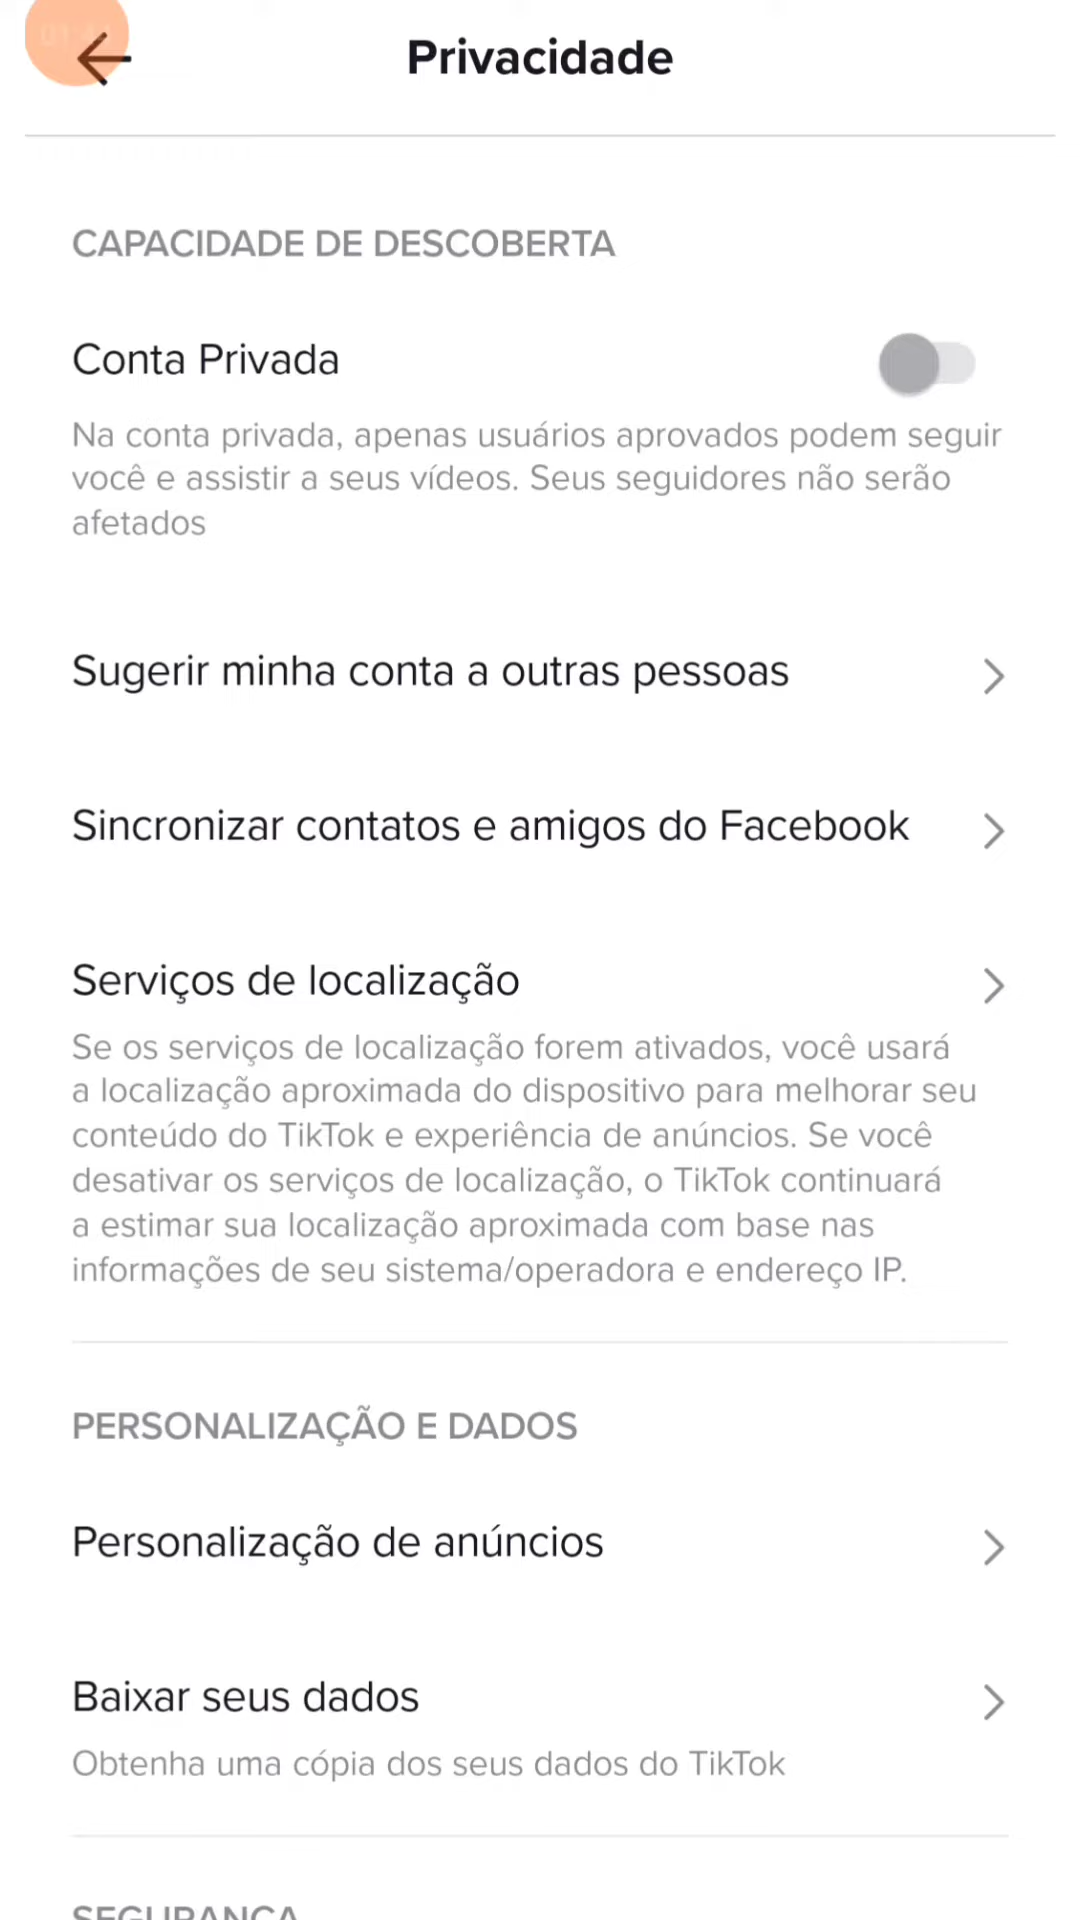 Privacidade
CAPACIDADE DE DESCOBERTA
Conta Privada
Na conta privada, apenas usuários aprovados podem seguir
você e assistir a seus vídeos. Seus seguidores não serão
afetados
Sugerir minha conta a outras pessoas
Sincronizar contatos e amigos do Facebook
Serviços de localização
Se os serviços de localização forem ativados, você usará
a localização aproximada do dispositivo para melhorar seu
conteúdo do TikTok e experiência de anúncios. Se você
desativar os serviços de localização, o TikTok continuará
a estimar sua localização aproximada com base nas
informações de seu sistema/operadora e endereço IP.
PERSONALIZAÇÃO E DADOS
Personalização de anúncios
Baixar seus dados
Obtenha uma cópia dos seus dados do TikTok
SEGURANÇA